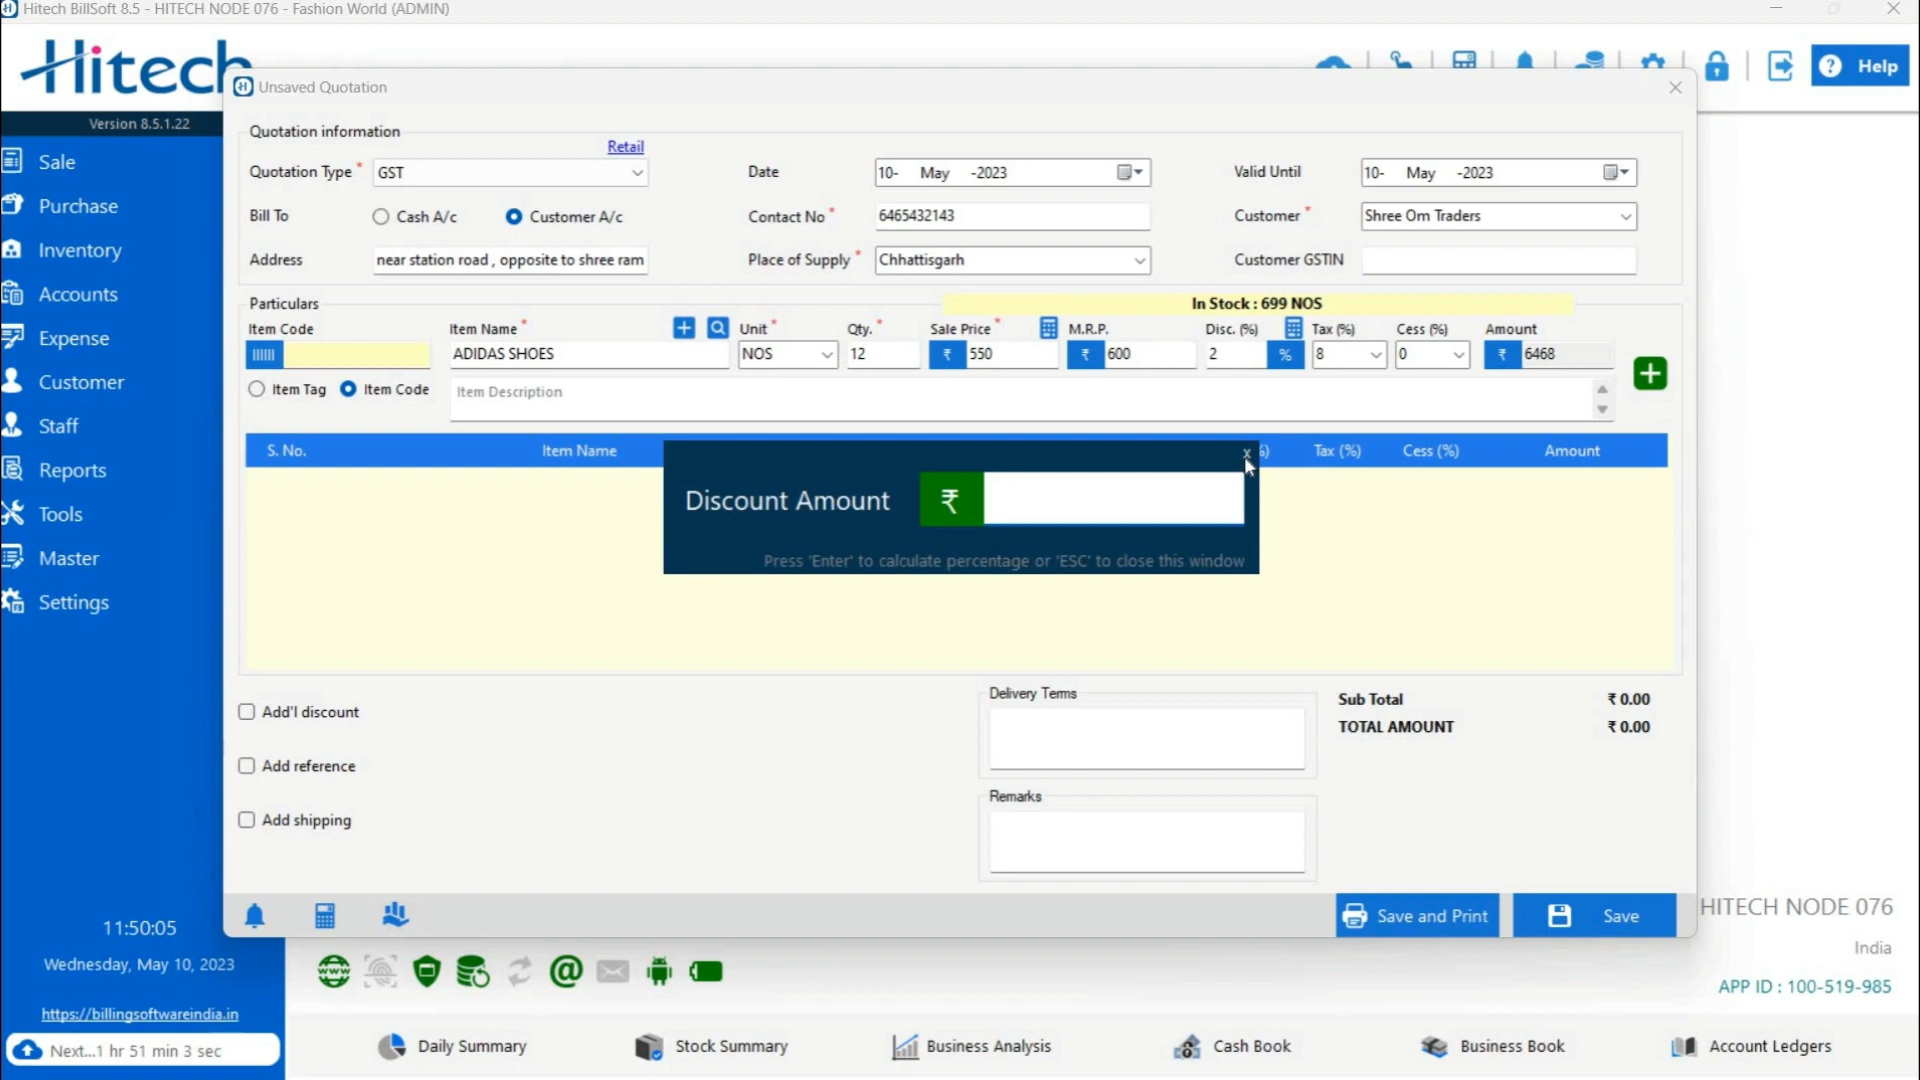 Hitech BillSoft 8.5 - HITECH NODE 076 - Fashion World (ADMIN)
Hitech
Help
Version 8.5.1.22
Sale
Purchase
Inventory
Accounts
Expense
Customer
Staff
Reports
Tools
Master
Settings
11:50:05
Wednesday, May 10, 2023
https://billingsoftwareindia.in
Next...1 hr 51 min 3 sec
Unsaved Quotation
Quotation information
Retail
Quotation Type * GST Date 10- May -2023 Valid Until 10- May -2023
Bill To Cash A/c Customer A/c Contact No * 6465432143 Customer * Shree Om Traders
Address near station road , opposite to shree ram Place of Supply * Chhattisgarh Customer GSTIN
Particulars In Stock : 699 NOS
Item Code Item Name * Unit * Qty. * Sale Price * M.R.P. Disc. (%) Tax (%) Cess (%) Amount
ADIDAS SHOES NOS 12 ₹ 550 ₹ 600 2 % 8 0 ₹ 6468
Item Tag Item Code Item Description
S. No. Item Name %) Tax (%) Cess (%) Amount
x
Discount Amount ₹
Press 'Enter' to calculate percentage or 'ESC' to close this window
Add'l discount
Add reference
Add shipping
Delivery Terms
Remarks
Sub Total ₹ 0.00
TOTAL AMOUNT ₹ 0.00
Save and Print Save
HITECH NODE 076
India
APP ID : 100-519-985
www
Daily Summary Stock Summary Business Analysis Cash Book Business Book Account Ledgers